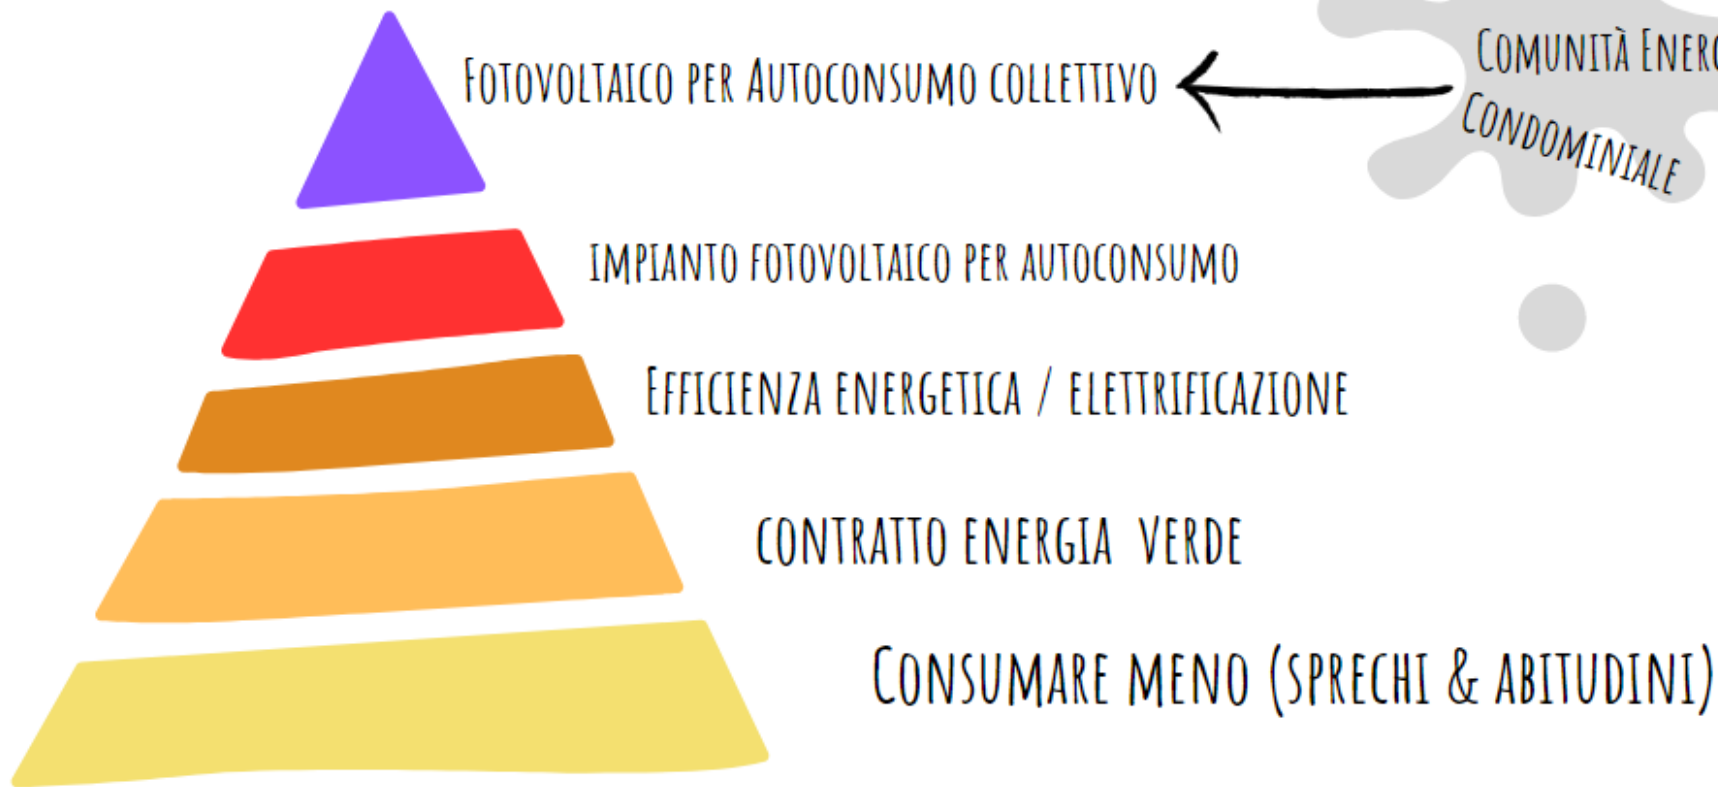 Fotovoltaico per Autoconsumo collettivo
Comunità
Condominiale
impianto fotovoltaico per autoconsumo
Efficienza energetica / elettrificazione
contratto energia verde
Consumare meno (sprechi & abitudini)